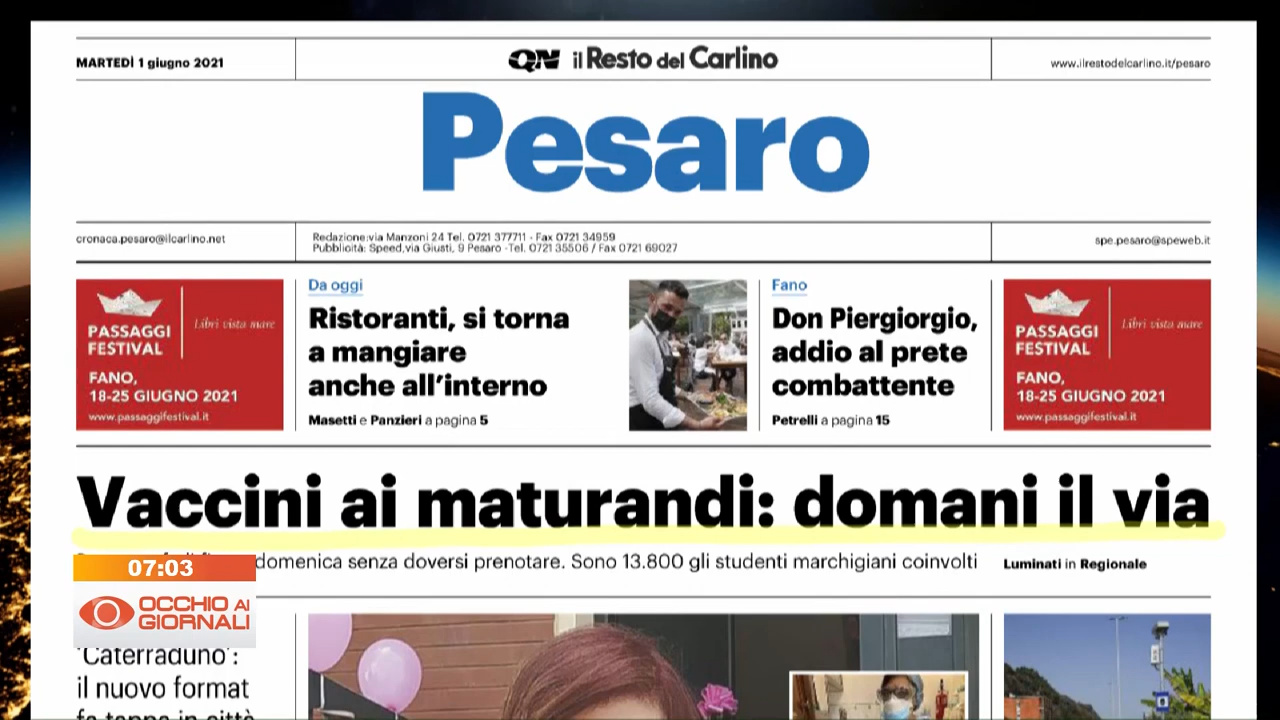 MARTEDÌ 1 giugno 2021
QN il Resto del Carlino
www.ilrestodelcarlino.it/pesaro
Pesaro
cronaca.pesaro@ilcarlino.net
Redazione:via Manzoni 24 Tel. 0721 377711 - Fax 0721 34959
Pubblicità: Speed,via Giusti, 9 Pesaro -Tel. 0721 35506 / Fax 0721 69027
spe.pesaro@speweb.it
PASSAGGI
FESTIVAL
Libri vista mare
FANO,
18-25 GIUGNO 2021
www.passaggifestival.it
Da oggi
Ristoranti, si torna
a mangiare
anche all'interno
Masetti e Panzieri a pagina 5
Fano
Don Piergiorgio,
addio al prete
combattente
Petrelli a pagina 15
PASSAGGI
FESTIVAL
Libri vista mare
FANO,
18-25 GIUGNO 2021
www.passaggifestival.it
Vaccini ai maturandi: domani il via
domenica senza doversi prenotare. Sono 13.800 gli studenti marchigiani coinvolti
Luminati in Regionale
07:03
OCCHIO AI
GIORNALI
'Caterraduno':
il nuovo format
fa tappa in città